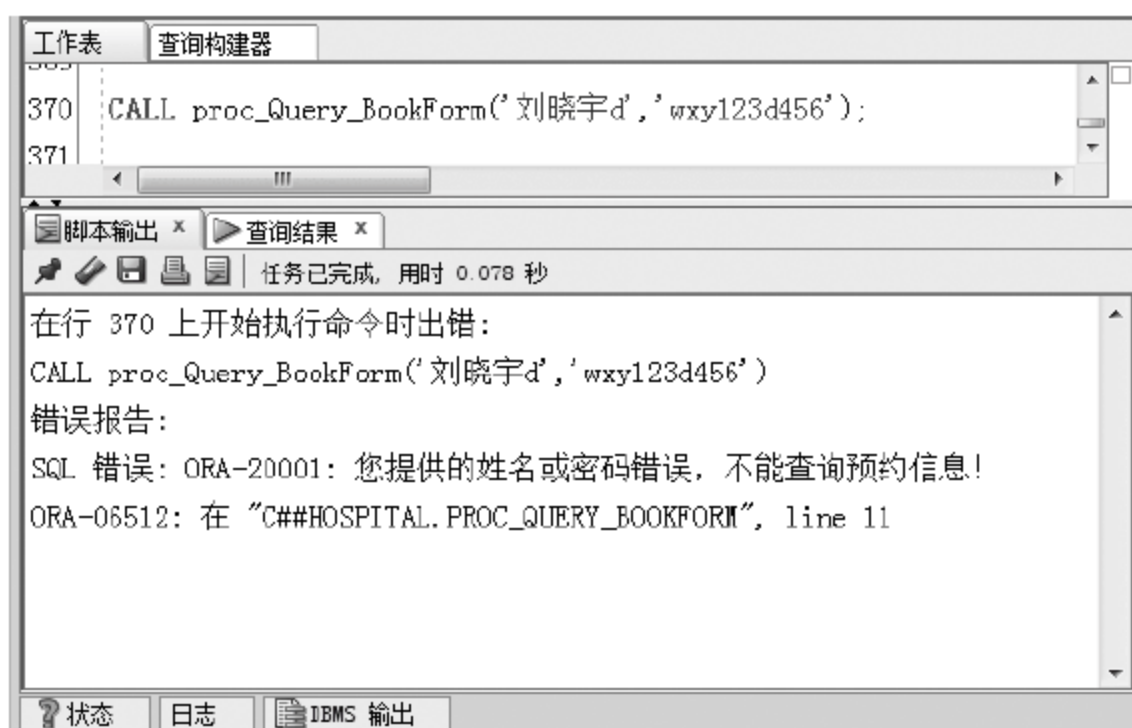 工作表 查询构建器
370 CALL proc_Query_BookForm('刘晓宇d','wxy123d456');
371
脚本输出 x 查询结果 x
任务已完成, 用时 0.078 秒
在行 370 上开始执行命令时出错:
CALL proc_Query_BookForm('刘晓宇d','wxy123d456')
错误报告:
SQL 错误: ORA-20001: 您提供的姓名或密码错误, 不能查询预约信息!
ORA-06512: 在 "C##HOSPITAL.PROC_QUERY_BOOKFORM", line 11
状态 日志 DBMS 输出